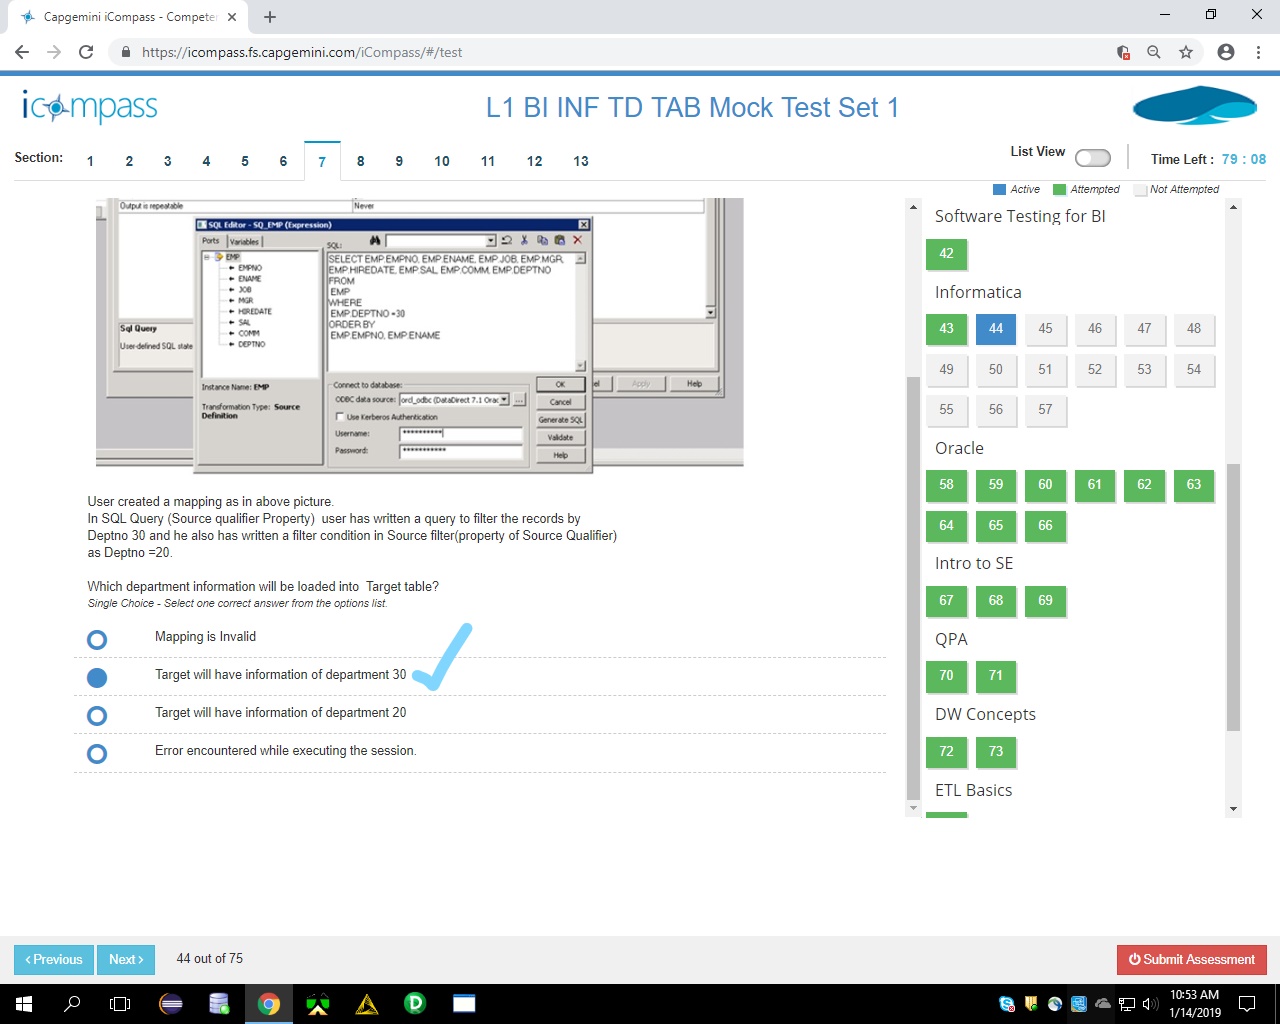 Capgemini iCompass - Competer
https://icompass.fs.capgemini.com/iCompass/#/test
icompass
L1 BI INF TD TAB Mock Test Set 1
Section: 1 2 3 4 5 6 7 8 9 10 11 12 13
List View
Time Left : 79 : 08
Active Attempted Not Attempted
Output is repeatable Never
SQL Editor - SQ_EMP (Expression)
Ports Variables
SQL:
EMP
EMPNO
ENAME
JOB
MGR
HIREDATE
SAL
COMM
DEPTNO
SELECT EMP.EMPNO, EMP.ENAME, EMP.JOB, EMP.MGR,
EMP.HIREDATE, EMP.SAL, EMP.COMM, EMP.DEPTNO
FROM
EMP
WHERE
EMP.DEPTNO =30
ORDER BY
EMP.EMPNO, EMP.ENAME
Sql Query
User-defined SQL state
Instance Name: EMP
Transformation Type: Source
Definition
Connect to database:
ODBC data source: orcl_odbc (DataDirect 7.1 Orac
...
Use Kerberos Authentication
Username: **********
Password: ***********
OK
Cancel
Generate SQL
Validate
Help
el Apply Help
User created a mapping as in above picture.
In SQL Query (Source qualifier Property) user has written a query to filter the records by
Deptno 30 and he also has written a filter condition in Source filter(property of Source Qualifier)
as Deptno =20.
Which department information will be loaded into Target table?
Single Choice - Select one correct answer from the options list.
Mapping is Invalid
Target will have information of department 30
Target will have information of department 20
Error encountered while executing the session.
Software Testing for BI
42
Informatica
43 44 45 46 47 48
49 50 51 52 53 54
55 56 57
Oracle
58 59 60 61 62 63
64 65 66
Intro to SE
67 68 69
QPA
70 71
DW Concepts
72 73
ETL Basics
‹ Previous Next › 44 out of 75
Submit Assessment
10:53 AM
1/14/2019